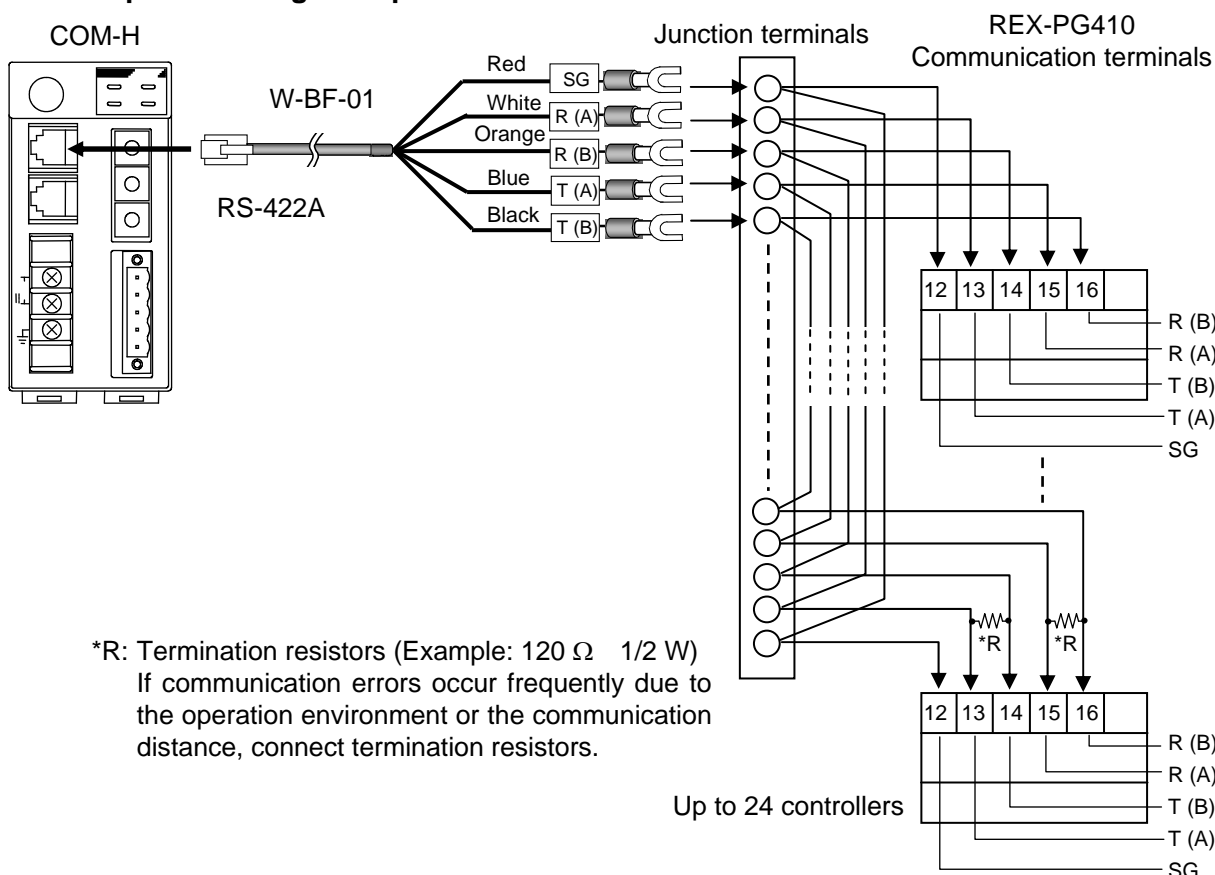 COM-H
Junction terminals
REX-PG410
Communication terminals
W-BF-01
RS-422A
Red
SG
White
R (A)
Orange
R (B)
Blue
T (A)
Black
T (B)
12 13 14 15 16
R (B)
R (A)
T (B)
T (A)
SG
*R: Termination resistors (Example: 120 Ω 1/2 W)
If communication errors occur frequently due to
the operation environment or the communication
distance, connect termination resistors.
*R *R
12 13 14 15 16
R (B)
R (A)
T (B)
T (A)
SG
Up to 24 controllers